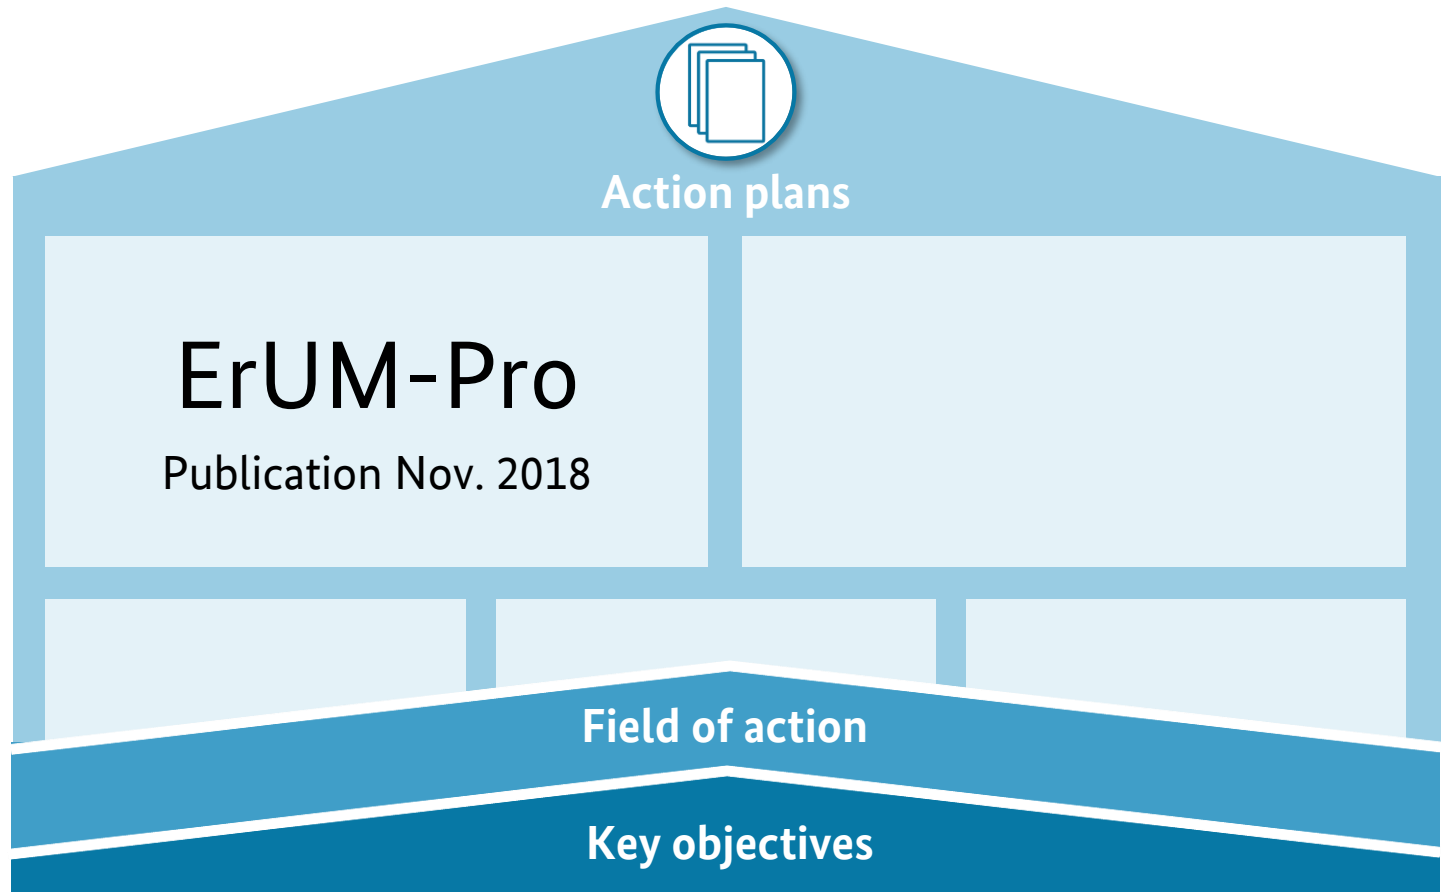 Action plans
ErUM-Pro
Publication Nov. 2018
Field of action
Key objectives